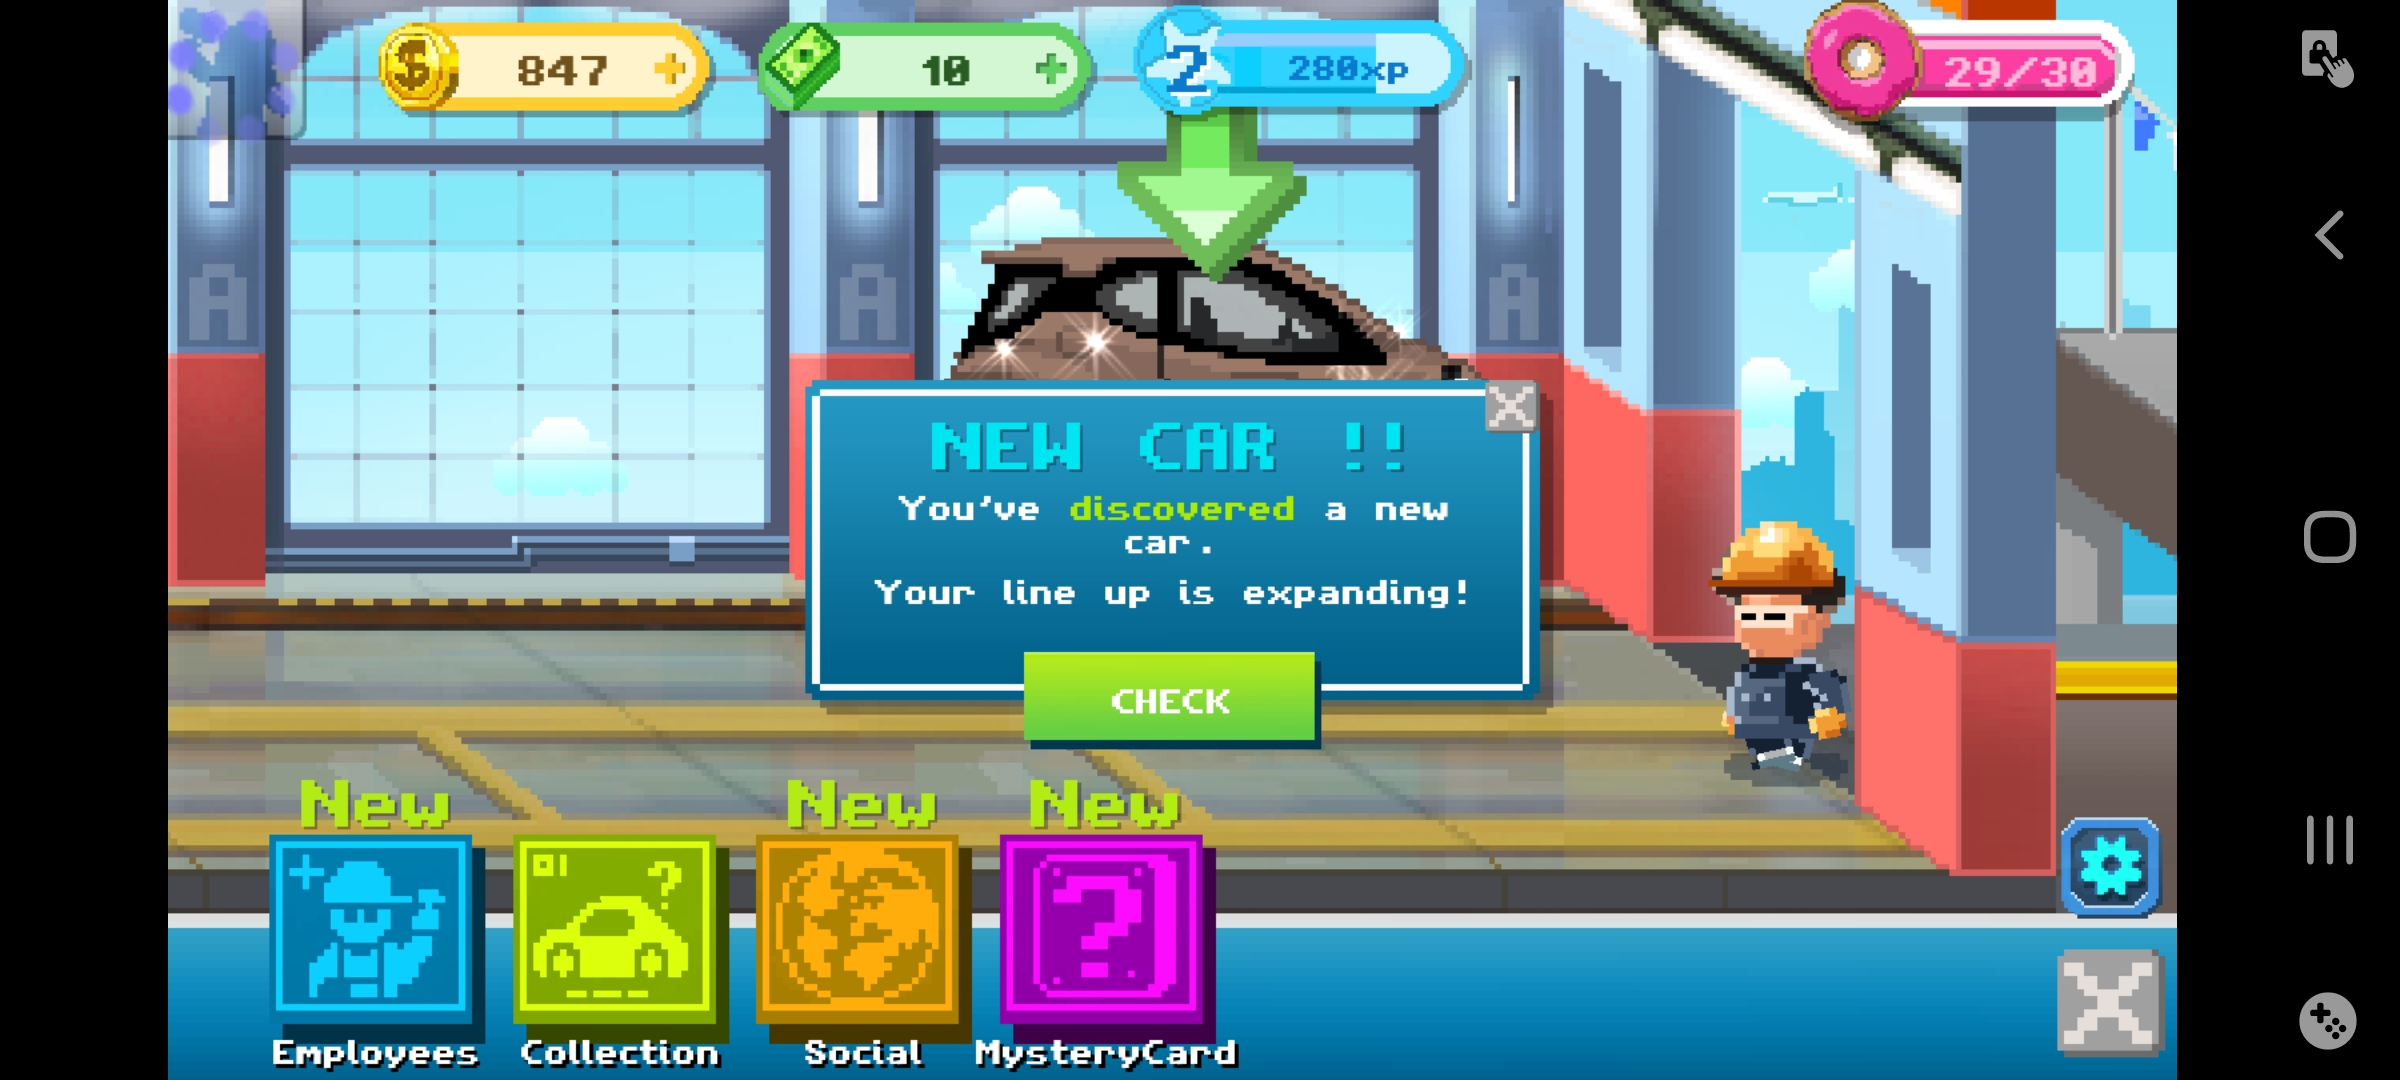 847
10
2
280xp
29/30
A
A
A
NEW CAR !!
You've discovered a new
car.
Your line up is expanding!
CHECK
New
New
New
Employees
Collection
Social
MysteryCard